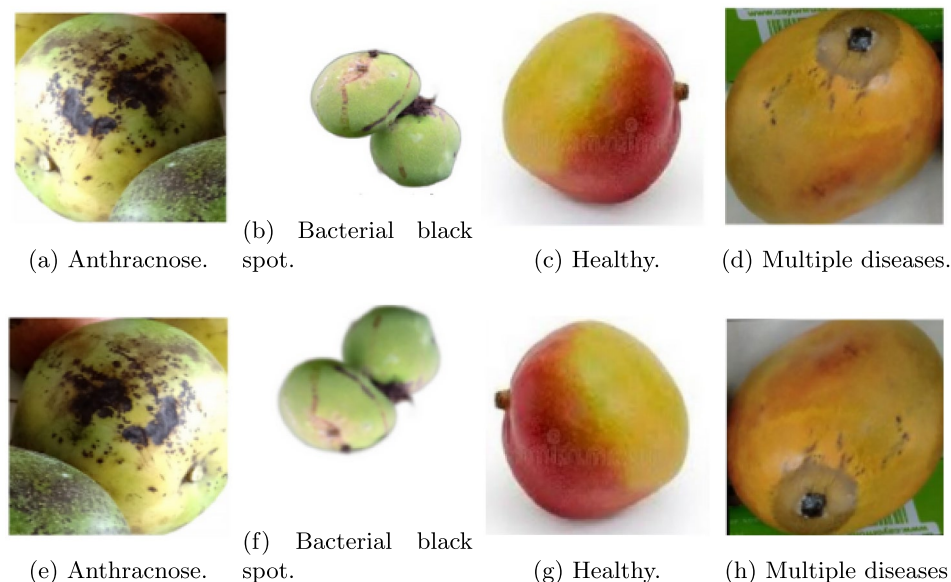 (a) Anthracnose.
(b) Bacterial black
spot.
(c) Healthy.
(d) Multiple diseases.
(e) Anthracnose.
(f) Bacterial black
spot.
(g) Healthy.
(h) Multiple diseases